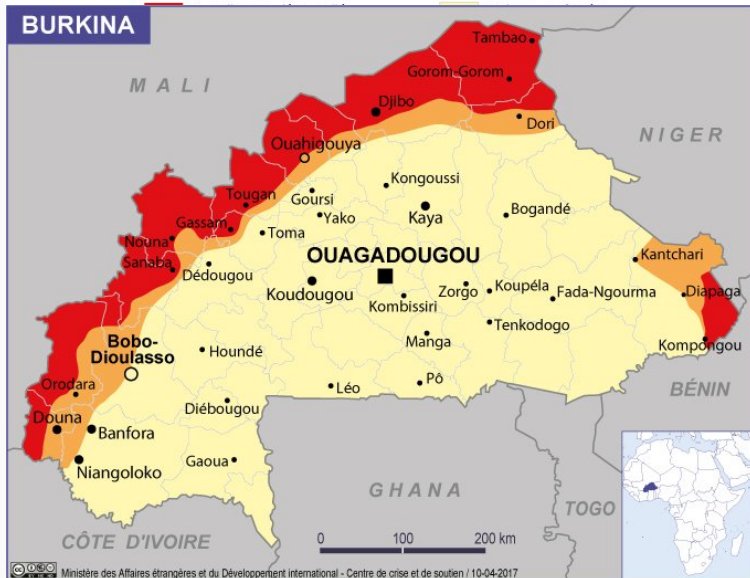 BURKINA
Tambao
MALI
Gorom-Gorom
Djibo
Dori
NIGER
Ouahigouya
Kongoussi
Tougan
Goursi
Kaya
Bogandé
Gassam
Yako
Nouna
Toma
OUAGADOUGOU
Kantchari
Sanaba
Dédougou
Koudougou
Zorgo
Koupéla
Fada-Ngourma
Diapaga
Kombissiri
Tenkodogo
Bobo-
Dioulasso
Houndé
Manga
Kompongou
Orodara
Léo
Pô
BÉNIN
Diébougou
Douna
Banfora
Niangoloko
Gaoua
GHANA
TOGO
CÔTE D'IVOIRE
0 100 200 km
Ministère des Affaires étrangères et du Développement international - Centre de crise et de soutien / 10-04-2017